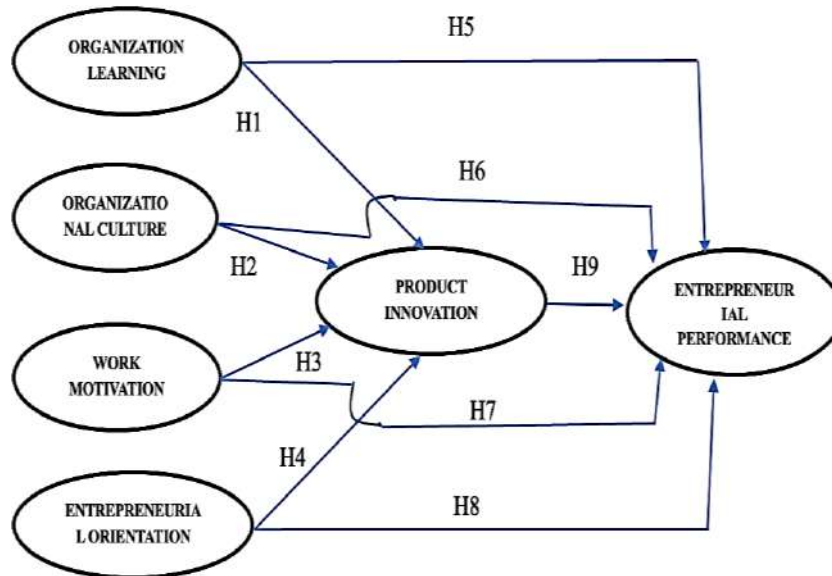 ORGANIZATION
LEARNING
H5
H1
ORGANIZATIO
NAL CULTURE
H6
H2
PRODUCT
INNOVATION
H9
ENTREPRENEUR
IAL
PERFORMANCE
WORK
MOTIVATION
H3
H7
H4
ENTREPRENEURIA
L ORIENTATION
H8